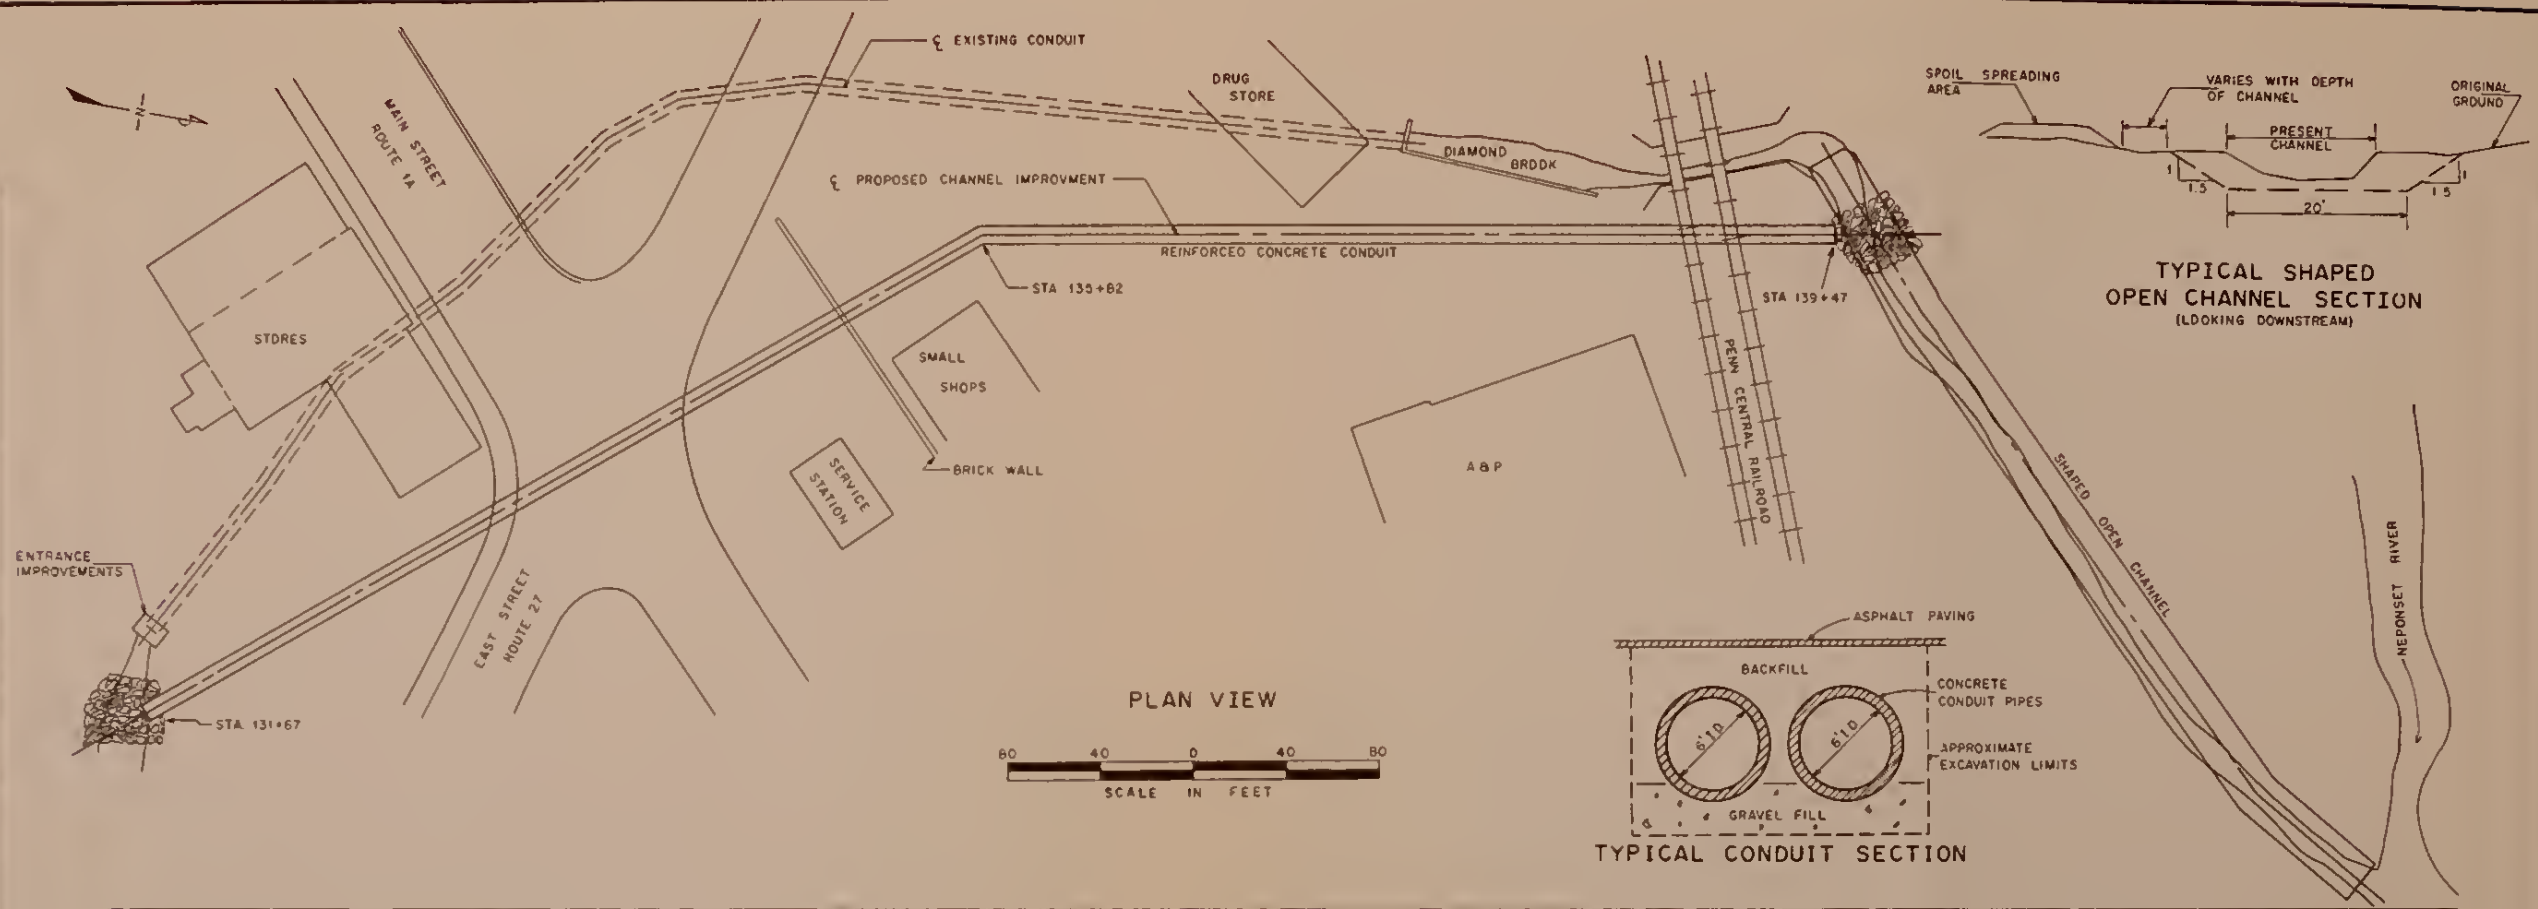 ℄ EXISTING CONDUIT
N
MAIN STREET
ROUTE 1A
DRUG
STORE
DIAMOND
BROOK
℄ PROPOSED CHANNEL IMPROVMENT
REINFORCED CONCRETE CONDUIT
STA 135+82
STA 139+47
STORES
SMALL
SHOPS
BRICK WALL
SERVICE
STATION
A & P
PENN CENTRAL RAILROAD
ENTRANCE
IMPROVEMENTS
EAST STREET
ROUTE 27
STA. 131+67
SHAPED OPEN CHANNEL
NEPONSET RIVER
SPOIL SPREADING
AREA
VARIES WITH DEPTH
OF CHANNEL
ORIGINAL
GROUND
PRESENT
CHANNEL
1
1.5
1
1.5
20'
TYPICAL SHAPED
OPEN CHANNEL SECTION
(LOOKING DOWNSTREAM)
PLAN VIEW
80 40 0 40 80
SCALE IN FEET
ASPHALT PAVING
BACKFILL
CONCRETE
CONDUIT PIPES
6' I D
6' I D
APPROXIMATE
EXCAVATION LIMITS
GRAVEL FILL
TYPICAL CONDUIT SECTION